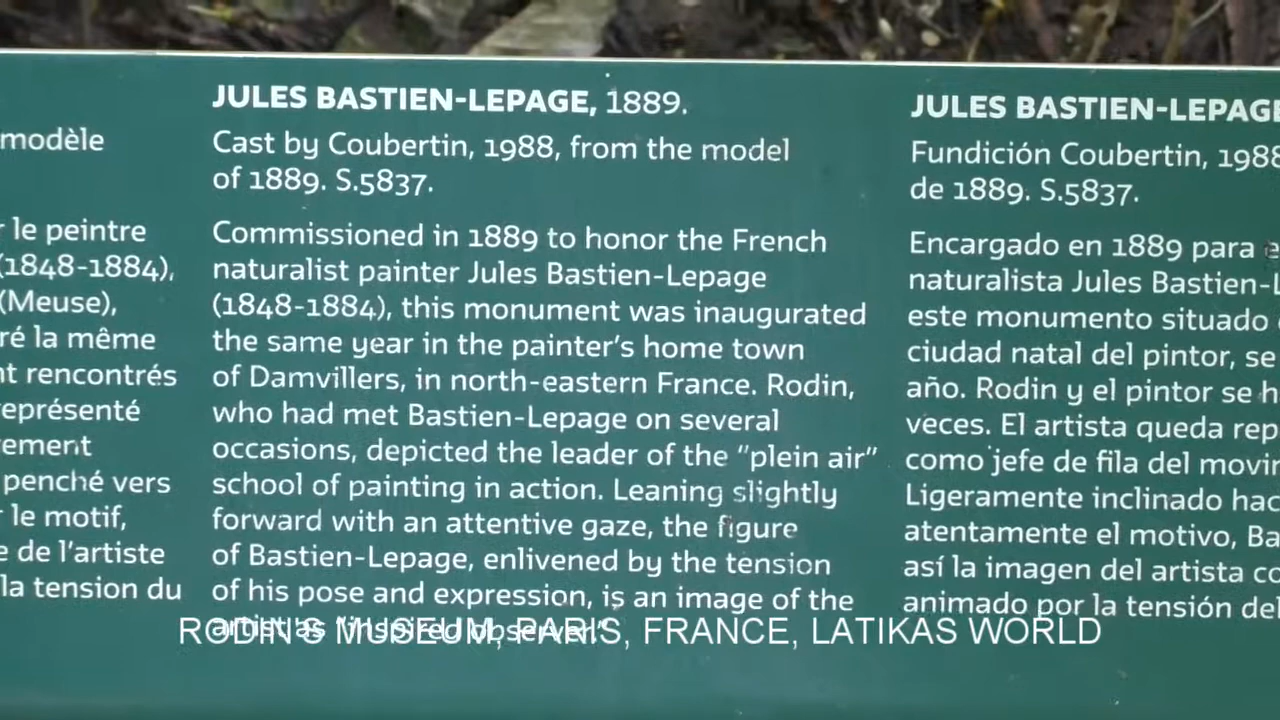 modèle
r le peintre
(1848-1884),
(Meuse),
ré la même
nt rencontrés
représenté
ement
penché vers
r le motif,
e de l'artiste
la tension du
JULES BASTIEN-LEPAGE, 1889.
Cast by Coubertin, 1988, from the model
of 1889. S.5837.
Commissioned in 1889 to honor the French
naturalist painter Jules Bastien-Lepage
(1848-1884), this monument was inaugurated
the same year in the painter's home town
of Damvillers, in north-eastern France. Rodin,
who had met Bastien-Lepage on several
occasions, depicted the leader of the "plein air"
school of painting in action. Leaning slightly
forward with an attentive gaze, the figure
of Bastien-Lepage, enlivened by the tension
of his pose and expression, is an image of the
artist as "inspired observer."
JULES BASTIEN-LEPAGE
Fundición Coubertin, 1988
de 1889. S.5837.
Encargado en 1889 para e
naturalista Jules Bastien-L
este monumento situado
ciudad natal del pintor, se
año. Rodin y el pintor se h
veces. El artista queda rep
como jefe de fila del movi
Ligeramente inclinado hac
atentamente el motivo, Ba
así la imagen del artista co
animado por la tensión del
RODIN'S MUSEUM, PARIS, FRANCE, LATIKAS WORLD